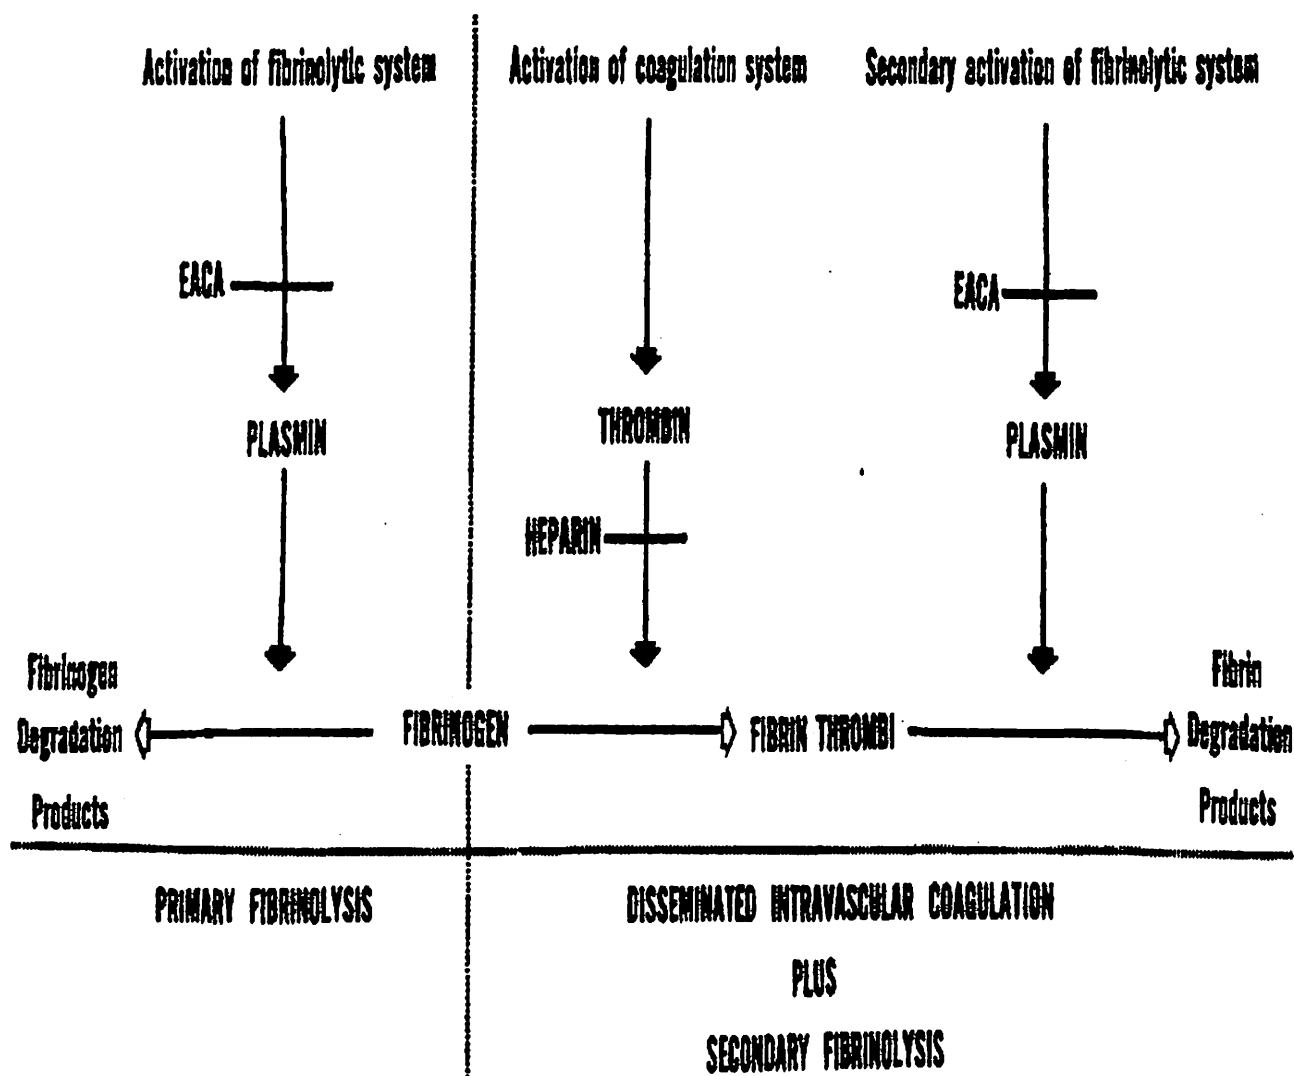 Activation of fibrinolytic system
Activation of coagulation system
Secondary activation of fibrinolytic system
EACA
EACA
PLASMIN
THROMBIN
PLASMIN
HEPARIN
Fibrinogen
Degradation
Products
FIBRINOGEN
FIBRIN THROMBI
Fibrin
Degradation
Products
PRIMARY FIBRINOLYSIS
DISSEMINATED INTRAVASCULAR COAGULATION
PLUS
SECONDARY FIBRINOLYSIS